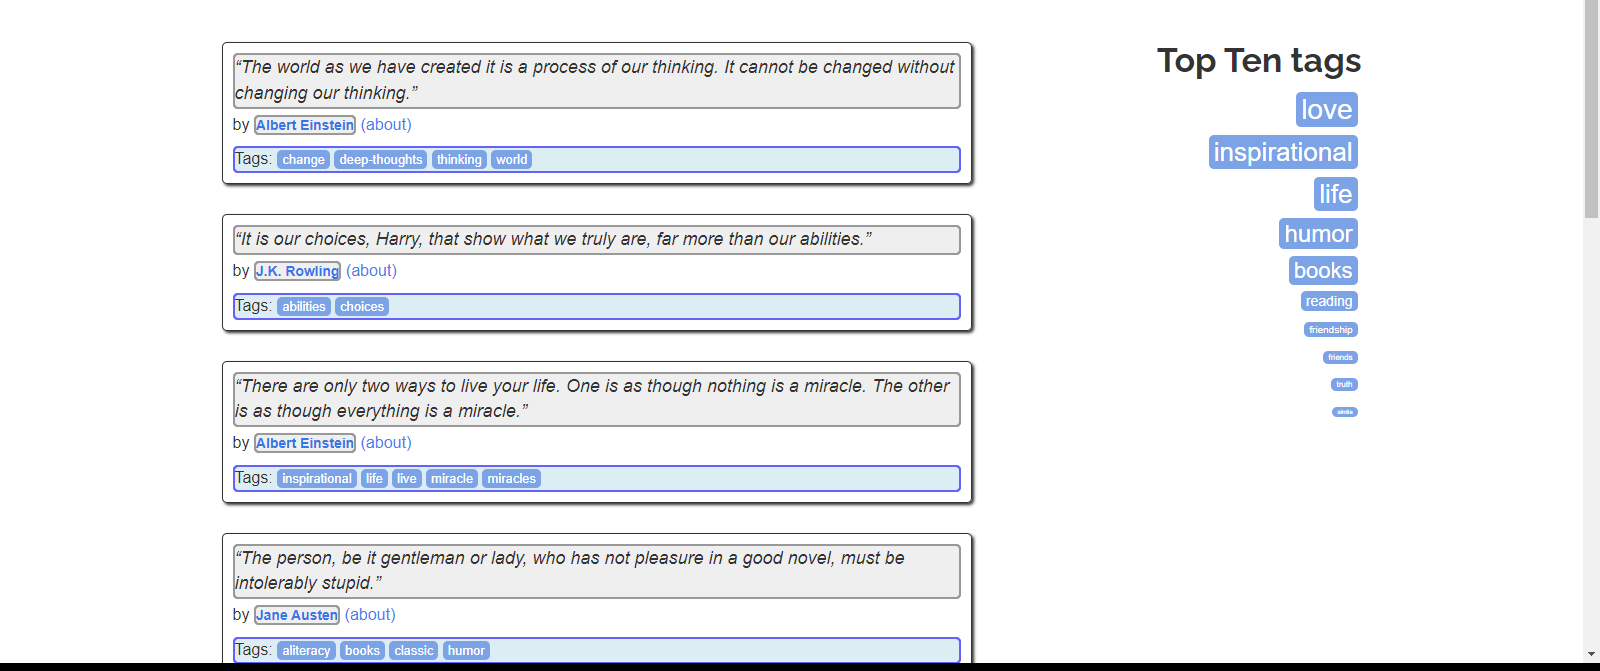 “The world as we have created it is a process of our thinking. It cannot be changed without
changing our thinking.”
by Albert Einstein (about)
Tags: change deep-thoughts thinking world
“It is our choices, Harry, that show what we truly are, far more than our abilities.”
by J.K. Rowling (about)
Tags: abilities choices
“There are only two ways to live your life. One is as though nothing is a miracle. The other
is as though everything is a miracle.”
by Albert Einstein (about)
Tags: inspirational life live miracle miracles
“The person, be it gentleman or lady, who has not pleasure in a good novel, must be
intolerably stupid.”
by Jane Austen (about)
Tags: aliteracy books classic humor
Top Ten tags
love
inspirational
life
humor
books
reading
friendship
friends
truth
simile